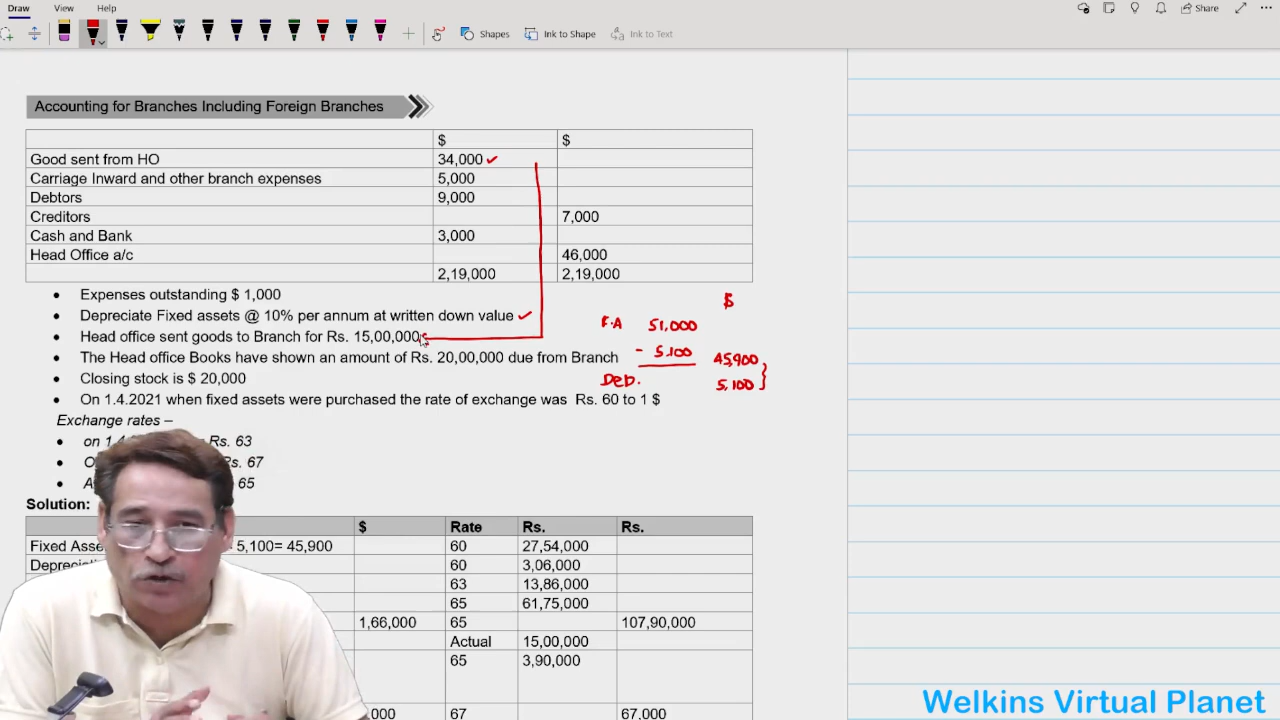 Draw View Help Share
Shapes Ink to Shape Ink to Text
Accounting for Branches Including Foreign Branches
$ $
Good sent from HO 34,000
Carriage Inward and other branch expenses 5,000
Debtors 9,000
Creditors 7,000
Cash and Bank 3,000
Head Office a/c 46,000
2,19,000 2,19,000
• Expenses outstanding $ 1,000
• Depreciate Fixed assets @ 10% per annum at written down value
• Head office sent goods to Branch for Rs. 15,00,000
• The Head office Books have shown an amount of Rs. 20,00,000 due from Branch
• Closing stock is $ 20,000
• On 1.4.2021 when fixed assets were purchased the rate of exchange was Rs. 60 to 1 $
$
F.A 51,000
- 5,100 45,900
Dep. 5,100
Exchange rates –
• on 1.4 Rs. 63
• Rs. 67
• 65
Solution:
$ Rate Rs. Rs.
Fixed Asse 5,100= 45,900 60 27,54,000
Deprecia 60 3,06,000
63 13,86,000
65 61,75,000
1,66,000 65 107,90,000
Actual 15,00,000
65 3,90,000
,000 67 67,000
Welkins Virtual Planet